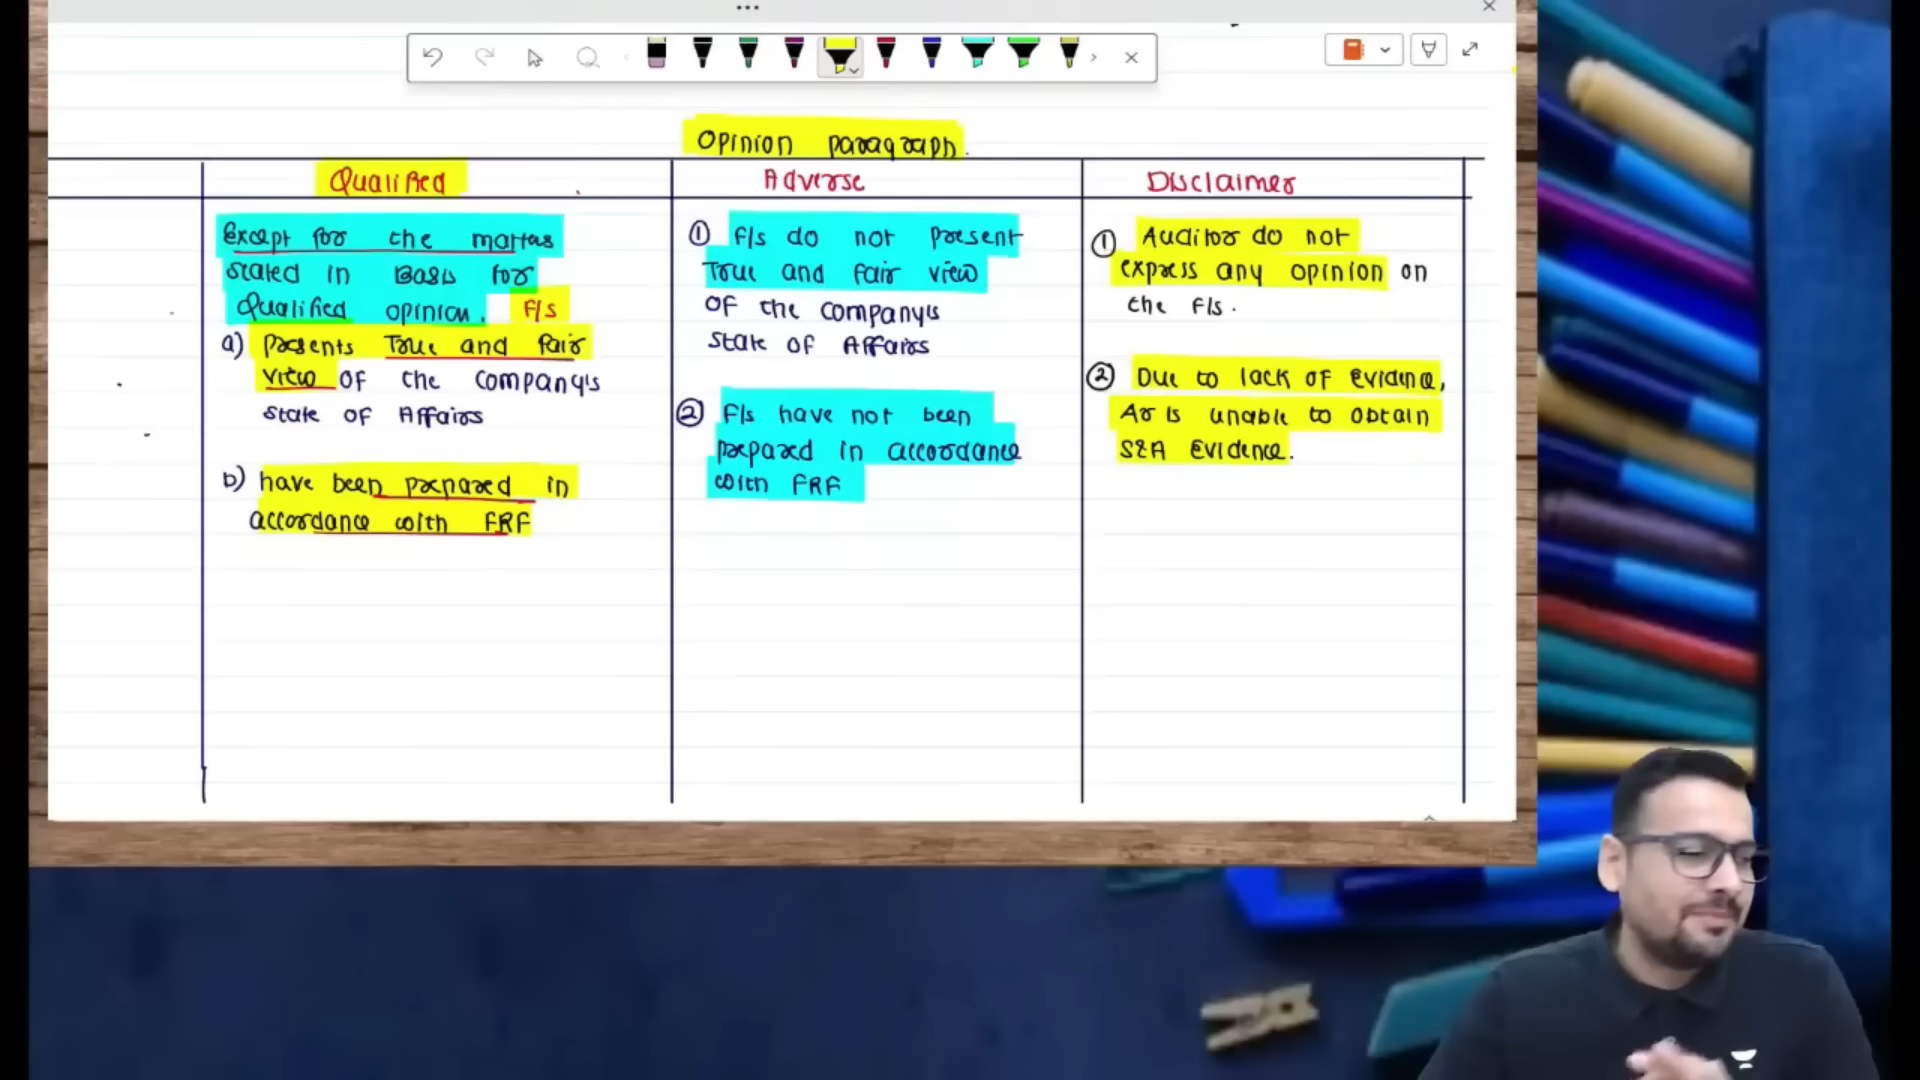 Opinion paragraph.
Qualified
Adverse
Disclaimer
Except for the matters
stated in Basis for
Qualified opinion. F/s
a) presents True and fair
view of the company's
state of Affairs
b) have been prepared in
accordance with FRF
① F/s do not present
True and fair view
of the company's
state of Affairs
② F/s have not been
prepared in accordance
with FRF
① Auditor do not
express any opinion on
the F/s.
② Due to lack of evidence,
Ar is unable to obtain
S&A Evidence.